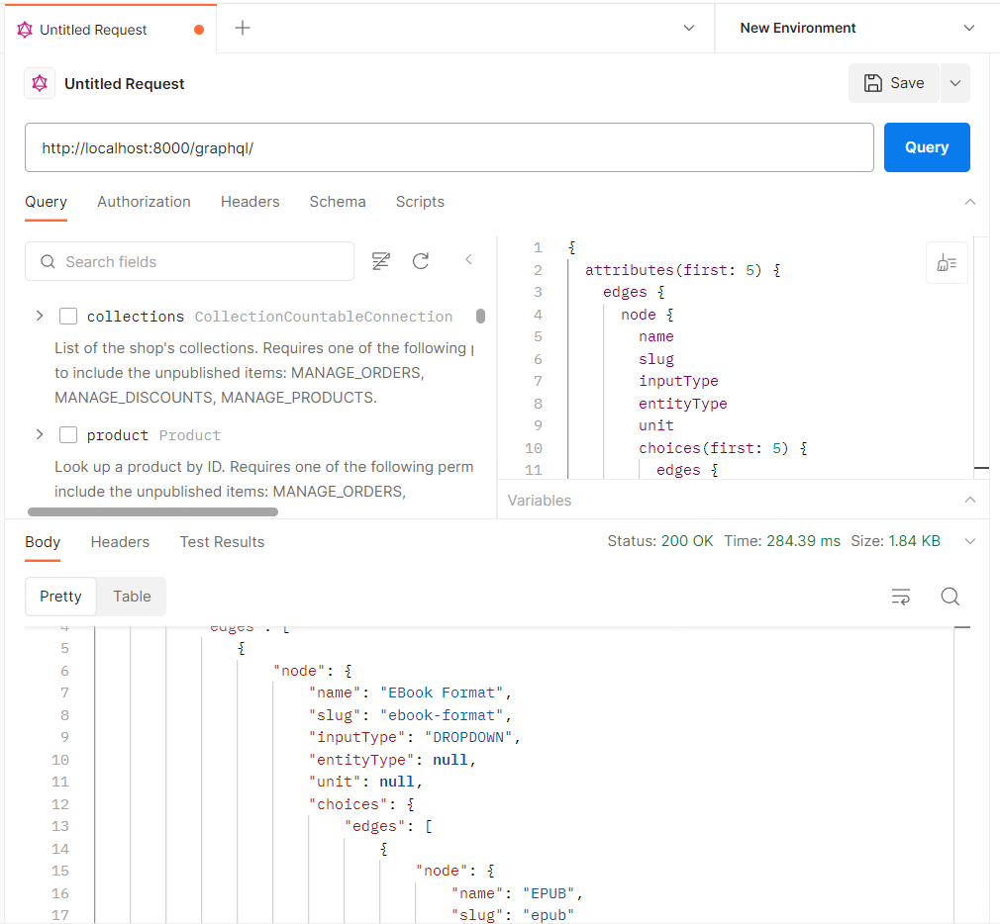 Untitled Request
New Environment
Untitled Request
Save
http://localhost:8000/graphql/
Query
Query Authorization Headers Schema Scripts
Search fields
collections CollectionCountableConnection
List of the shop's collections. Requires one of the following
to include the unpublished items: MANAGE_ORDERS,
MANAGE_DISCOUNTS, MANAGE_PRODUCTS.
product Product
Look up a product by ID. Requires one of the following perm
include the unpublished items: MANAGE_ORDERS,
1 {
2 attributes(first: 5) {
3 edges {
4 node {
5 name
6 slug
7 inputType
8 entityType
9 unit
10 choices(first: 5) {
11 edges {
Variables
Body Headers Test Results
Status: 200 OK Time: 284.39 ms Size: 1.84 KB
Pretty Table
4 "edges": [
5 {
6 "node": {
7 "name": "EBook Format",
8 "slug": "ebook-format",
9 "inputType": "DROPDOWN",
10 "entityType": null,
11 "unit": null,
12 "choices": {
13 "edges": [
14 {
15 "node": {
16 "name": "EPUB",
17 "slug": "epub"